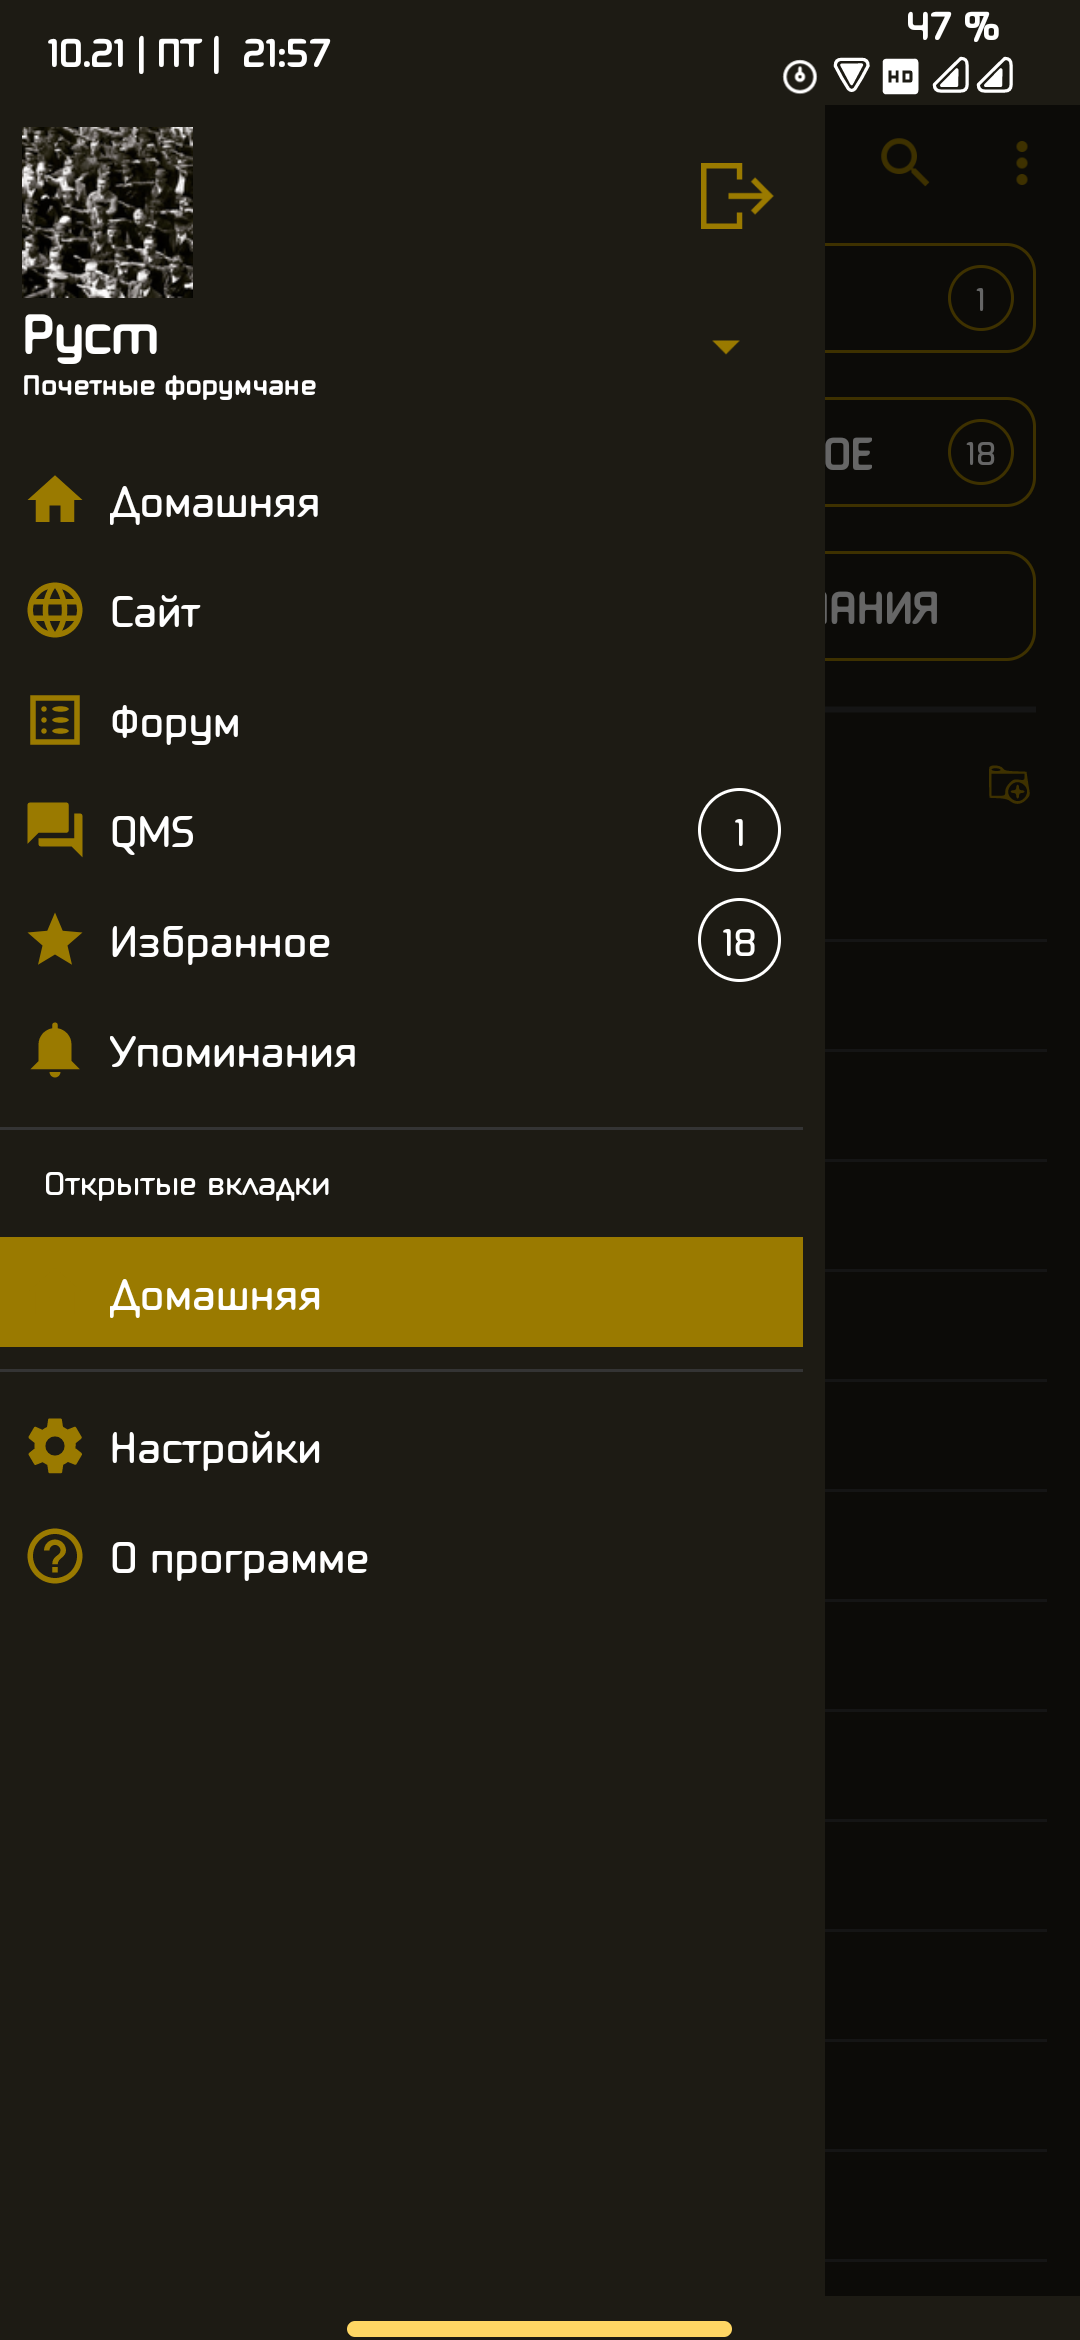 10.21 | ПТ | 21:57
47 %
HD
Руст
Почетные форумчане
1
Домашняя
ОЕ
18
Сайт
АНИЯ
Форум
QMS
1
Избранное
18
Упоминания
Открытые вкладки
Домашняя
Настройки
О программе